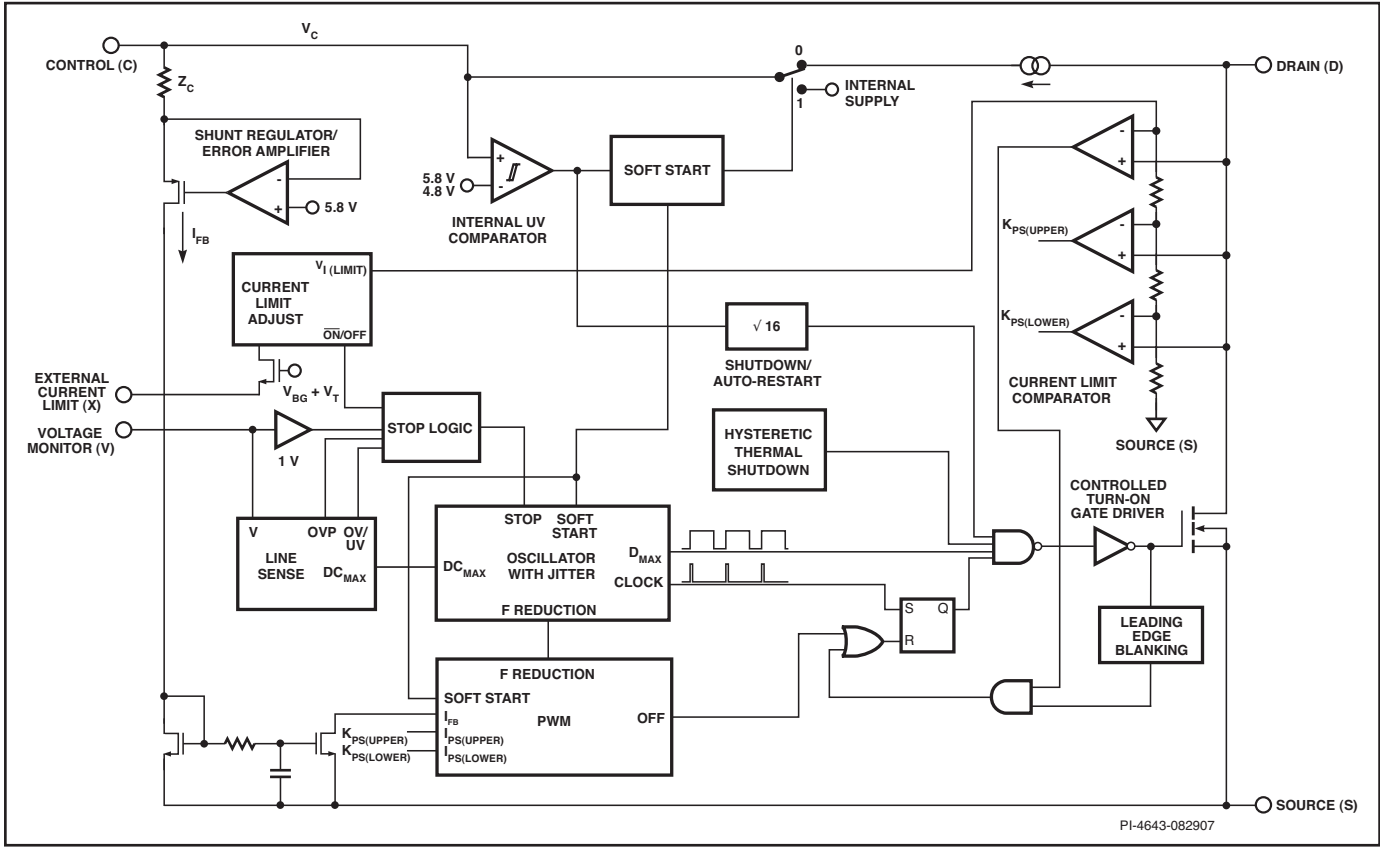 V_C
CONTROL (C)
Z_C
0
1
INTERNAL
SUPPLY
DRAIN (D)
SHUNT REGULATOR/
ERROR AMPLIFIER
-
+
5.8 V
I_FB
+
-
5.8 V
4.8 V
INTERNAL UV
COMPARATOR
SOFT START
-
+
K_PS(UPPER)
-
+
K_PS(LOWER)
-
+
CURRENT LIMIT
COMPARATOR
SOURCE (S)
V_I (LIMIT)
CURRENT
LIMIT
ADJUST
ON/OFF
V_BG + V_T
√ 16
SHUTDOWN/
AUTO-RESTART
EXTERNAL
CURRENT
LIMIT (X)
VOLTAGE
MONITOR (V)
1 V
STOP LOGIC
HYSTERETIC
THERMAL
SHUTDOWN
CONTROLLED
TURN-ON
GATE DRIVER
V
OVP
OV/
UV
LINE
SENSE
DC_MAX
STOP
SOFT
START
DC_MAX
OSCILLATOR
WITH JITTER
D_MAX
CLOCK
F REDUCTION
S
Q
R
LEADING
EDGE
BLANKING
F REDUCTION
SOFT START
I_FB
PWM
OFF
K_PS(UPPER)
I_PS(UPPER)
K_PS(LOWER)
I_PS(LOWER)
SOURCE (S)
PI-4643-082907